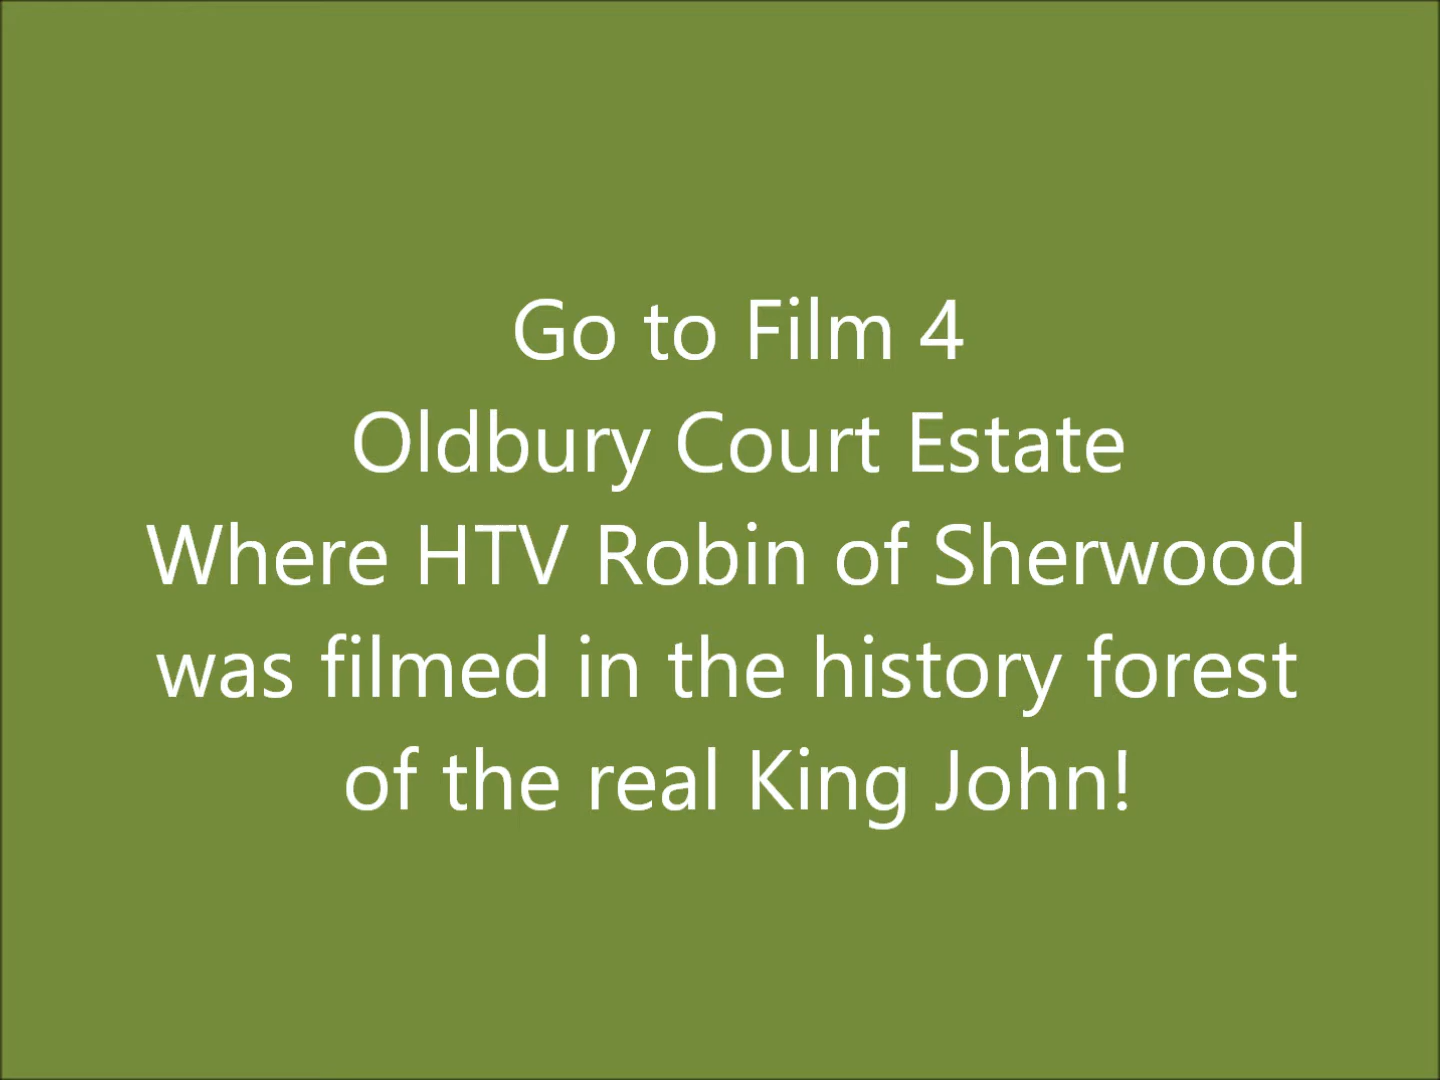 Go to Film 4
Oldbury Court Estate
Where HTV Robin of Sherwood
was filmed in the history forest
of the real King John!